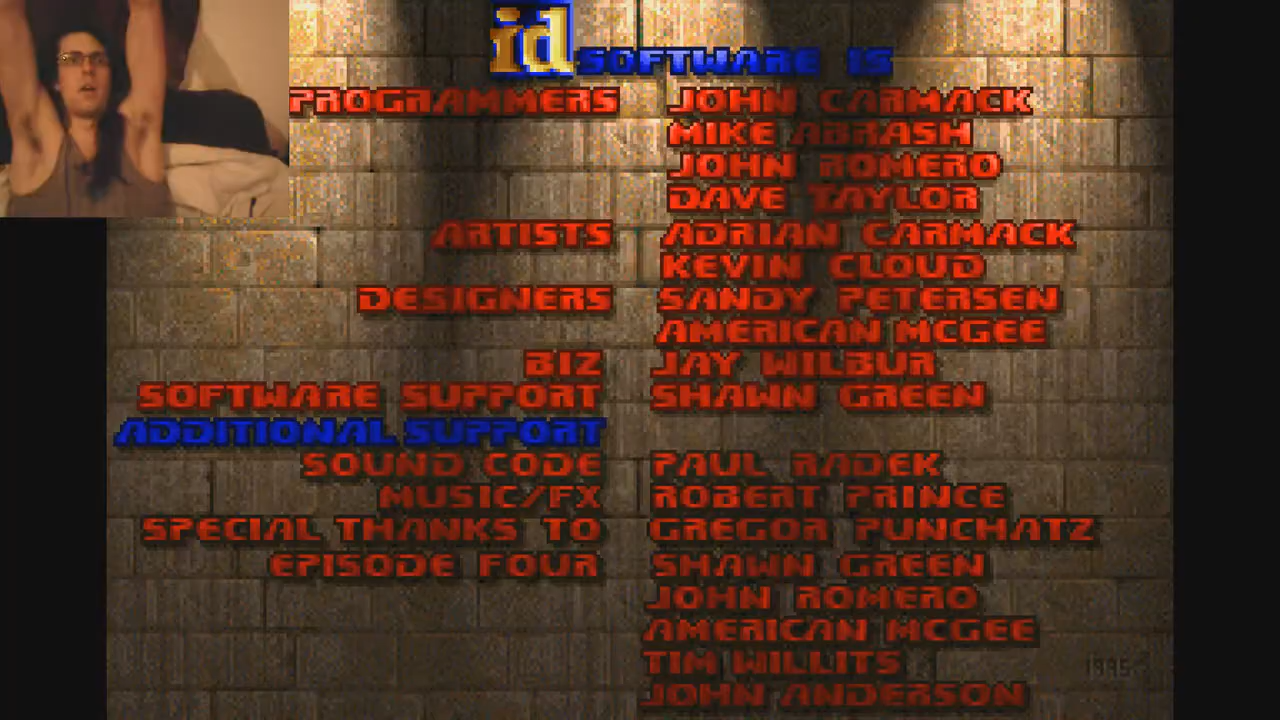 id SOFTWARE IS
PROGRAMMERS JOHN CARMACK
MIKE ABRASH
JOHN ROMERO
DAVE TAYLOR
ARTISTS ADRIAN CARMACK
KEVIN CLOUD
DESIGNERS SANDY PETERSEN
AMERICAN MCGEE
BIZ JAY WILBUR
SOFTWARE SUPPORT SHAWN GREEN
ADDITIONAL SUPPORT
SOUND CODE PAUL RADEK
MUSIC/FX ROBERT PRINCE
SPECIAL THANKS TO GREGOR PUNCHATZ
EPISODE FOUR SHAWN GREEN
JOHN ROMERO
AMERICAN MCGEE
TIM WILLITS
JOHN ANDERSON
1995